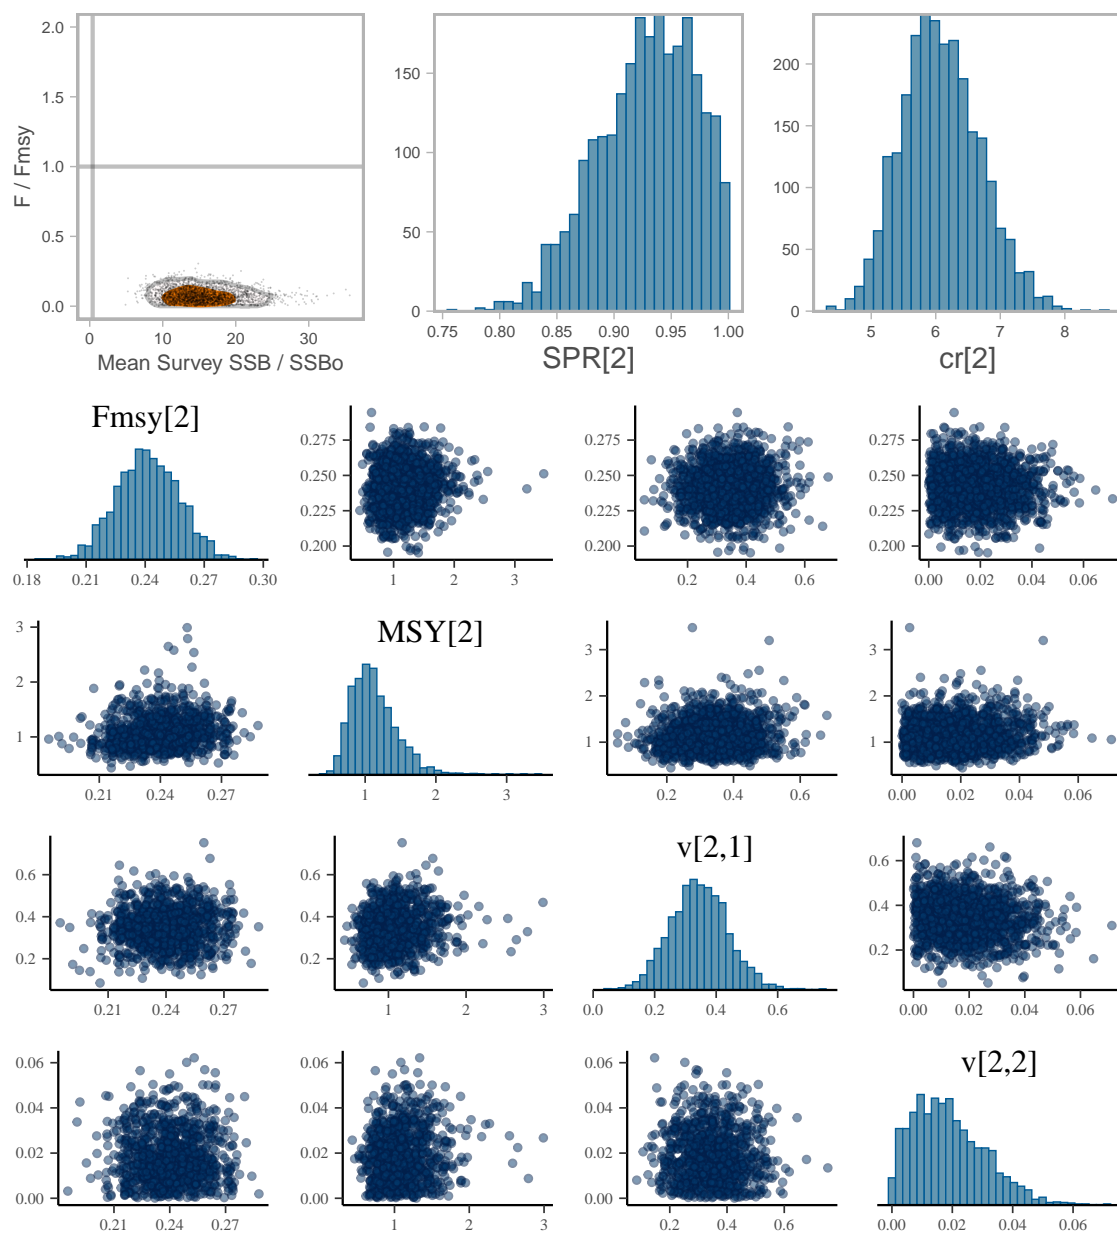 2.0
1.5
1.0
0.5
0.0
F / Fmsy
0 10 20 30
Mean Survey SSB / SSBo
150
100
50
0
0.75 0.80 0.85 0.90 0.95 1.00
SPR[2]
200
150
100
50
0
5 6 7 8
cr[2]
Fmsy[2]
0.18 0.21 0.24 0.27 0.30
0.275
0.250
0.225
0.200
1 2 3
0.275
0.250
0.225
0.200
0.2 0.4 0.6
0.275
0.250
0.225
0.200
0.00 0.02 0.04 0.06
3
2
1
0.21 0.24 0.27
MSY[2]
1 2 3
3
2
1
0.2 0.4 0.6
3
2
1
0.00 0.02 0.04 0.06
0.6
0.4
0.2
0.21 0.24 0.27
0.6
0.4
0.2
1 2 3
v[2,1]
0.0 0.2 0.4 0.6
0.6
0.4
0.2
0.00 0.02 0.04 0.06
0.06
0.04
0.02
0.00
0.21 0.24 0.27
0.06
0.04
0.02
0.00
1 2 3
0.06
0.04
0.02
0.00
0.2 0.4 0.6
v[2,2]
0.00 0.02 0.04 0.06